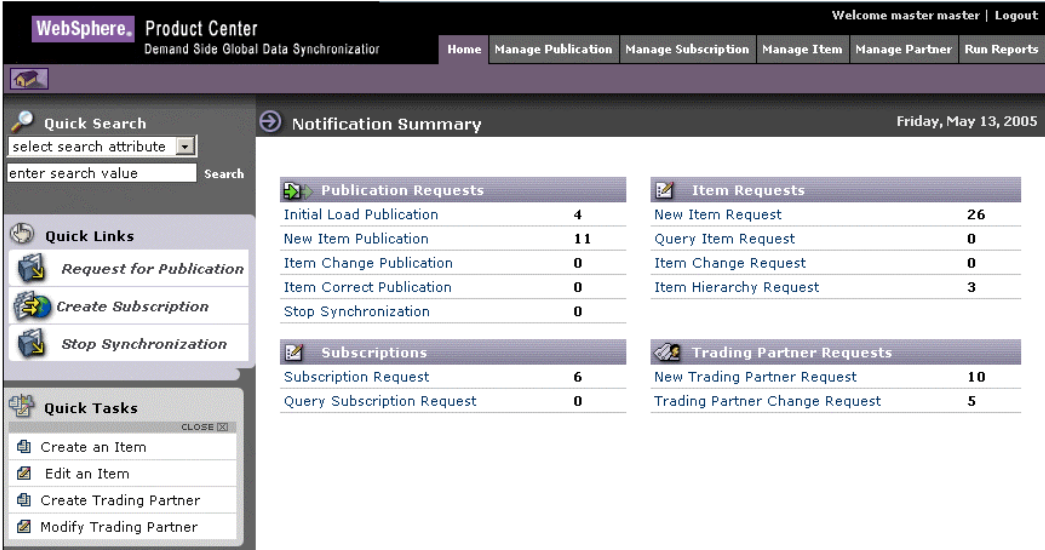 Welcome master master | Logout
WebSphere. Product Center
Demand Side Global Data Synchronization
Home Manage Publication Manage Subscription Manage Item Manage Partner Run Reports
Quick Search
select search attribute
enter search value Search
Quick Links
Request for Publication
Create Subscription
Stop Synchronization
Quick Tasks
CLOSE
Create an Item
Edit an Item
Create Trading Partner
Modify Trading Partner
Notification Summary Friday, May 13, 2005
Publication Requests
Initial Load Publication 4
New Item Publication 11
Item Change Publication 0
Item Correct Publication 0
Stop Synchronization 0
Item Requests
New Item Request 26
Query Item Request 0
Item Change Request 0
Item Hierarchy Request 3
Subscriptions
Subscription Request 6
Query Subscription Request 0
Trading Partner Requests
New Trading Partner Request 10
Trading Partner Change Request 5